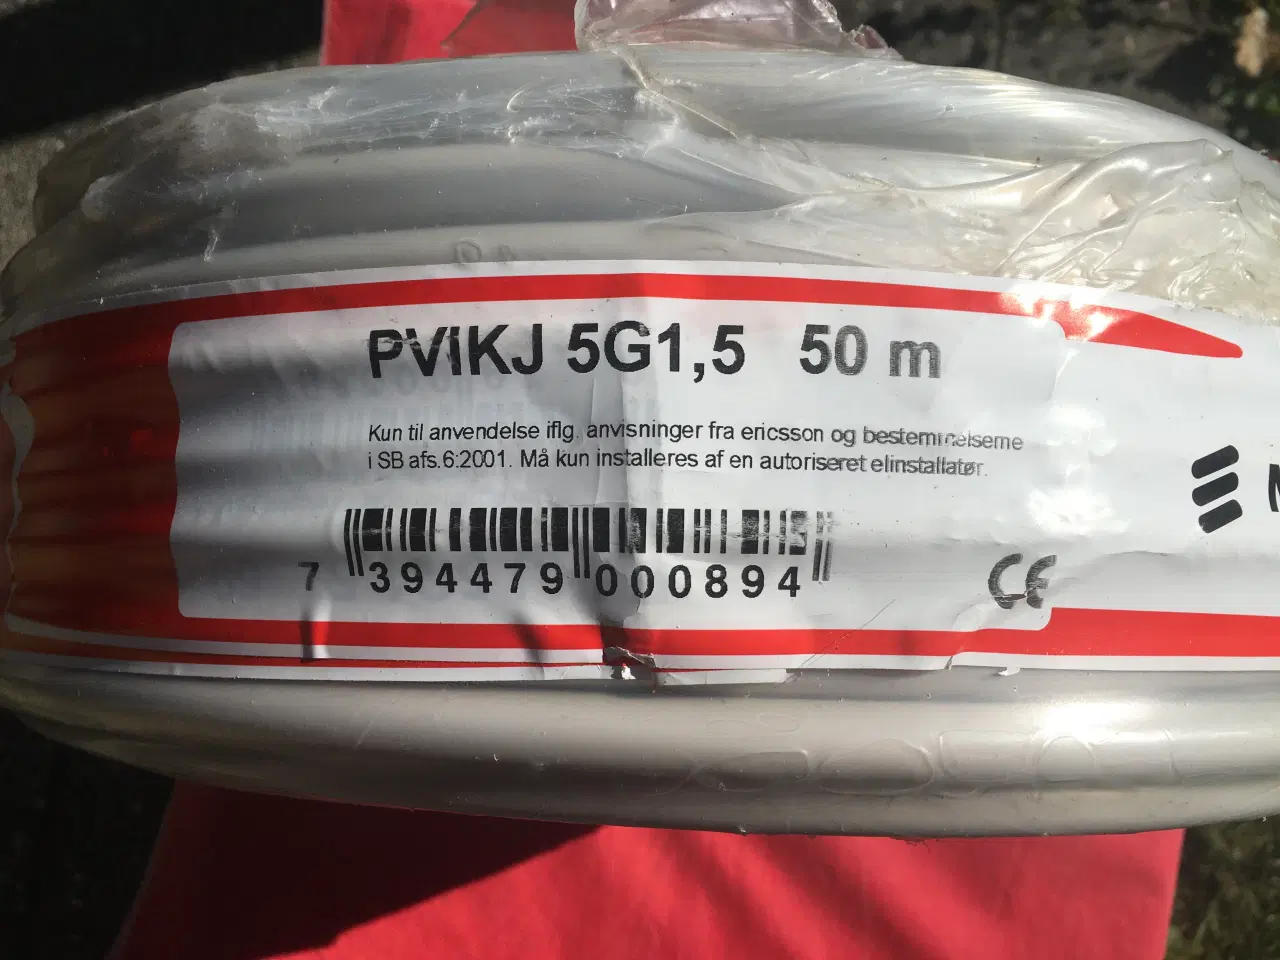 PVIKJ 5G1,5 50 m
Kun til anvendelse iflg. anvisninger fra ericsson og bestemmelserne
i SB afs.6:2001. Må kun installeres af en autoriseret elinstallatør.
7 394479 000894
CE